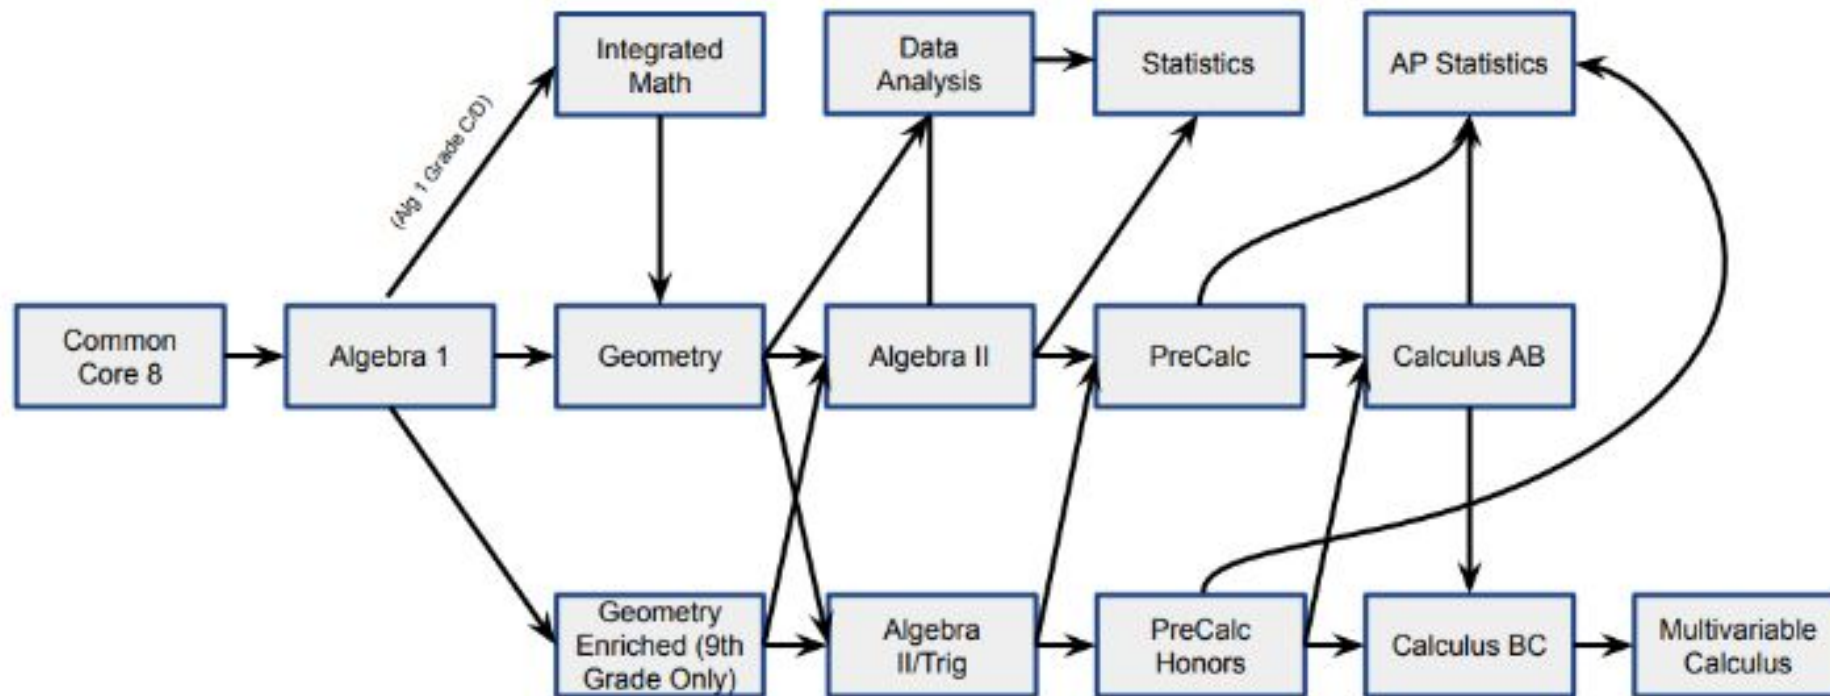 Integrated
Math
Data
Analysis
Statistics
AP Statistics
(Alg 1 Grade C/D)
Common
Core 8
Algebra 1
Geometry
Algebra II
PreCalc
Calculus AB
Geometry
Enriched (9th
Grade Only)
Algebra
II/Trig
PreCalc
Honors
Calculus BC
Multivariable
Calculus